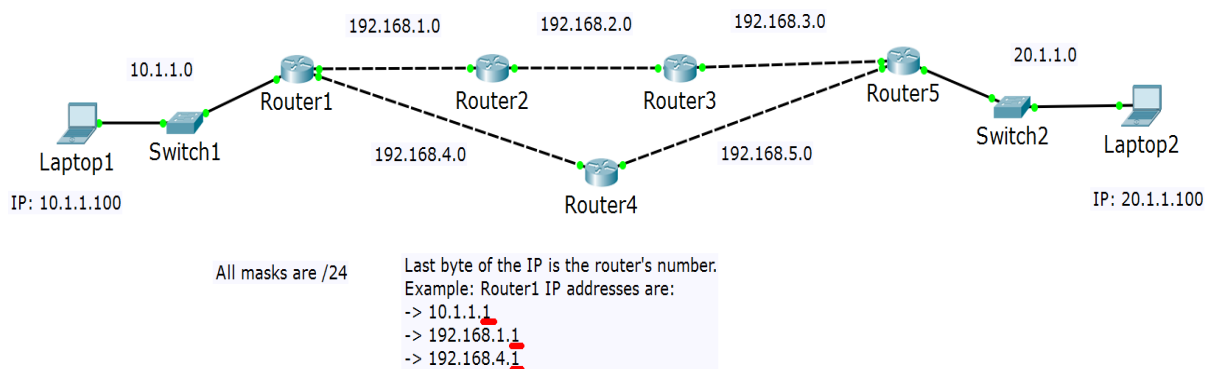 192.168.1.0
192.168.2.0
192.168.3.0
10.1.1.0
20.1.1.0
Router1
Router2
Router3
Router5
Laptop1
Switch1
Switch2
Laptop2
192.168.4.0
192.168.5.0
IP: 10.1.1.100
Router4
IP: 20.1.1.100
All masks are /24
Last byte of the IP is the router's number.
Example: Router1 IP addresses are:
-> 10.1.1.1
-> 192.168.1.1
-> 192.168.4.1